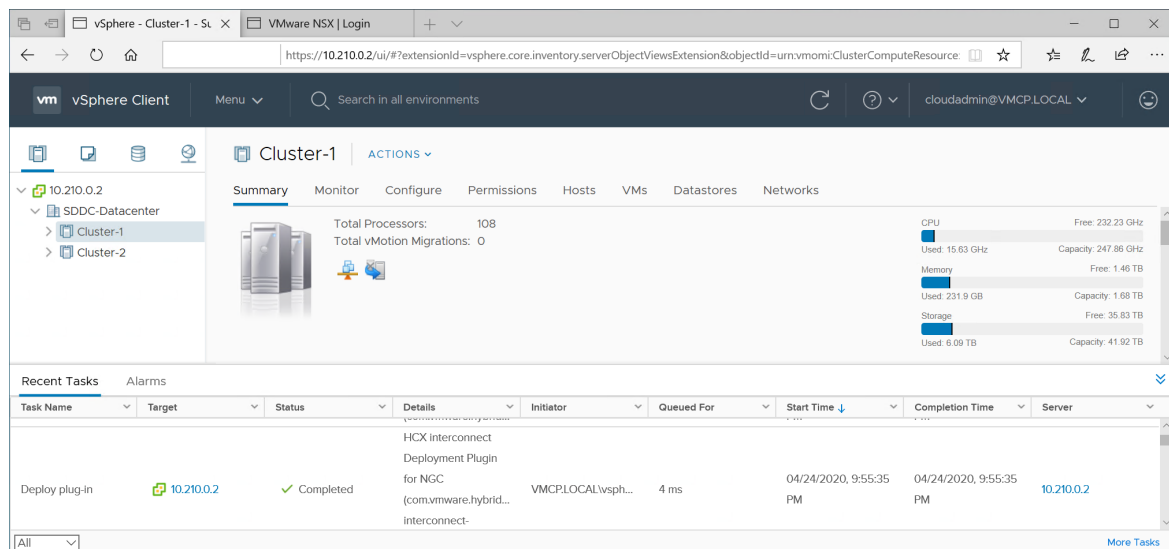 vSphere - Cluster-1 - Su
VMware NSX | Login
https://10.210.0.2/ui/#?extensionId=vsphere.core.inventory.serverObjectViewsExtension&objectId=urn:vmomi:ClusterComputeResource:
vm vSphere Client Menu Search in all environments cloudadmin@VMCP.LOCAL
Cluster-1 ACTIONS
10.210.0.2
SDDC-Datacenter
Cluster-1
Cluster-2
Summary Monitor Configure Permissions Hosts VMs Datastores Networks
Total Processors: 108
Total vMotion Migrations: 0
CPU Free: 232.23 GHz
Used: 15.63 GHz Capacity: 247.86 GHz
Memory Free: 1.46 TB
Used: 231.9 GB Capacity: 1.68 TB
Storage Free: 35.83 TB
Used: 6.09 TB Capacity: 41.92 TB
Recent Tasks Alarms
Task Name Target Status Details Initiator Queued For Start Time ↓ Completion Time Server
HCX interconnect
Deployment Plugin
for NGC
(com.vmware.hybrid...
interconnect-
Deploy plug-in 10.210.0.2 Completed VMCP.LOCAL\vsph... 4 ms 04/24/2020, 9:55:35 PM 04/24/2020, 9:55:35 PM 10.210.0.2
All More Tasks